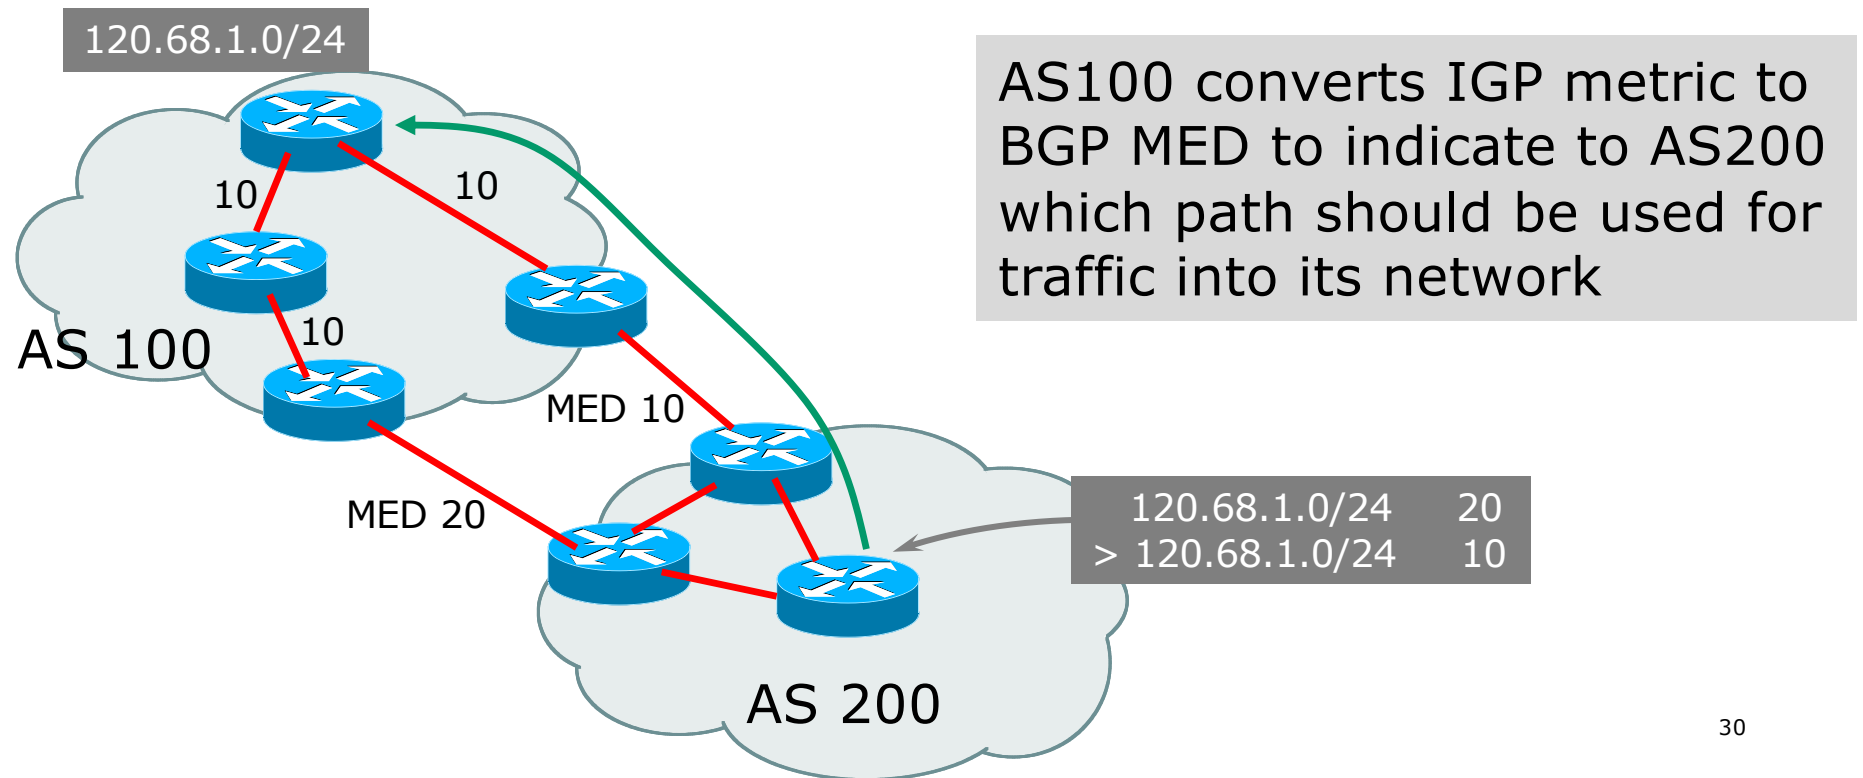 120.68.1.0/24
AS100 converts IGP metric to
BGP MED to indicate to AS200
which path should be used for
traffic into its network
10
10
10
AS 100
MED 10
MED 20
120.68.1.0/24 20
> 120.68.1.0/24 10
AS 200
30